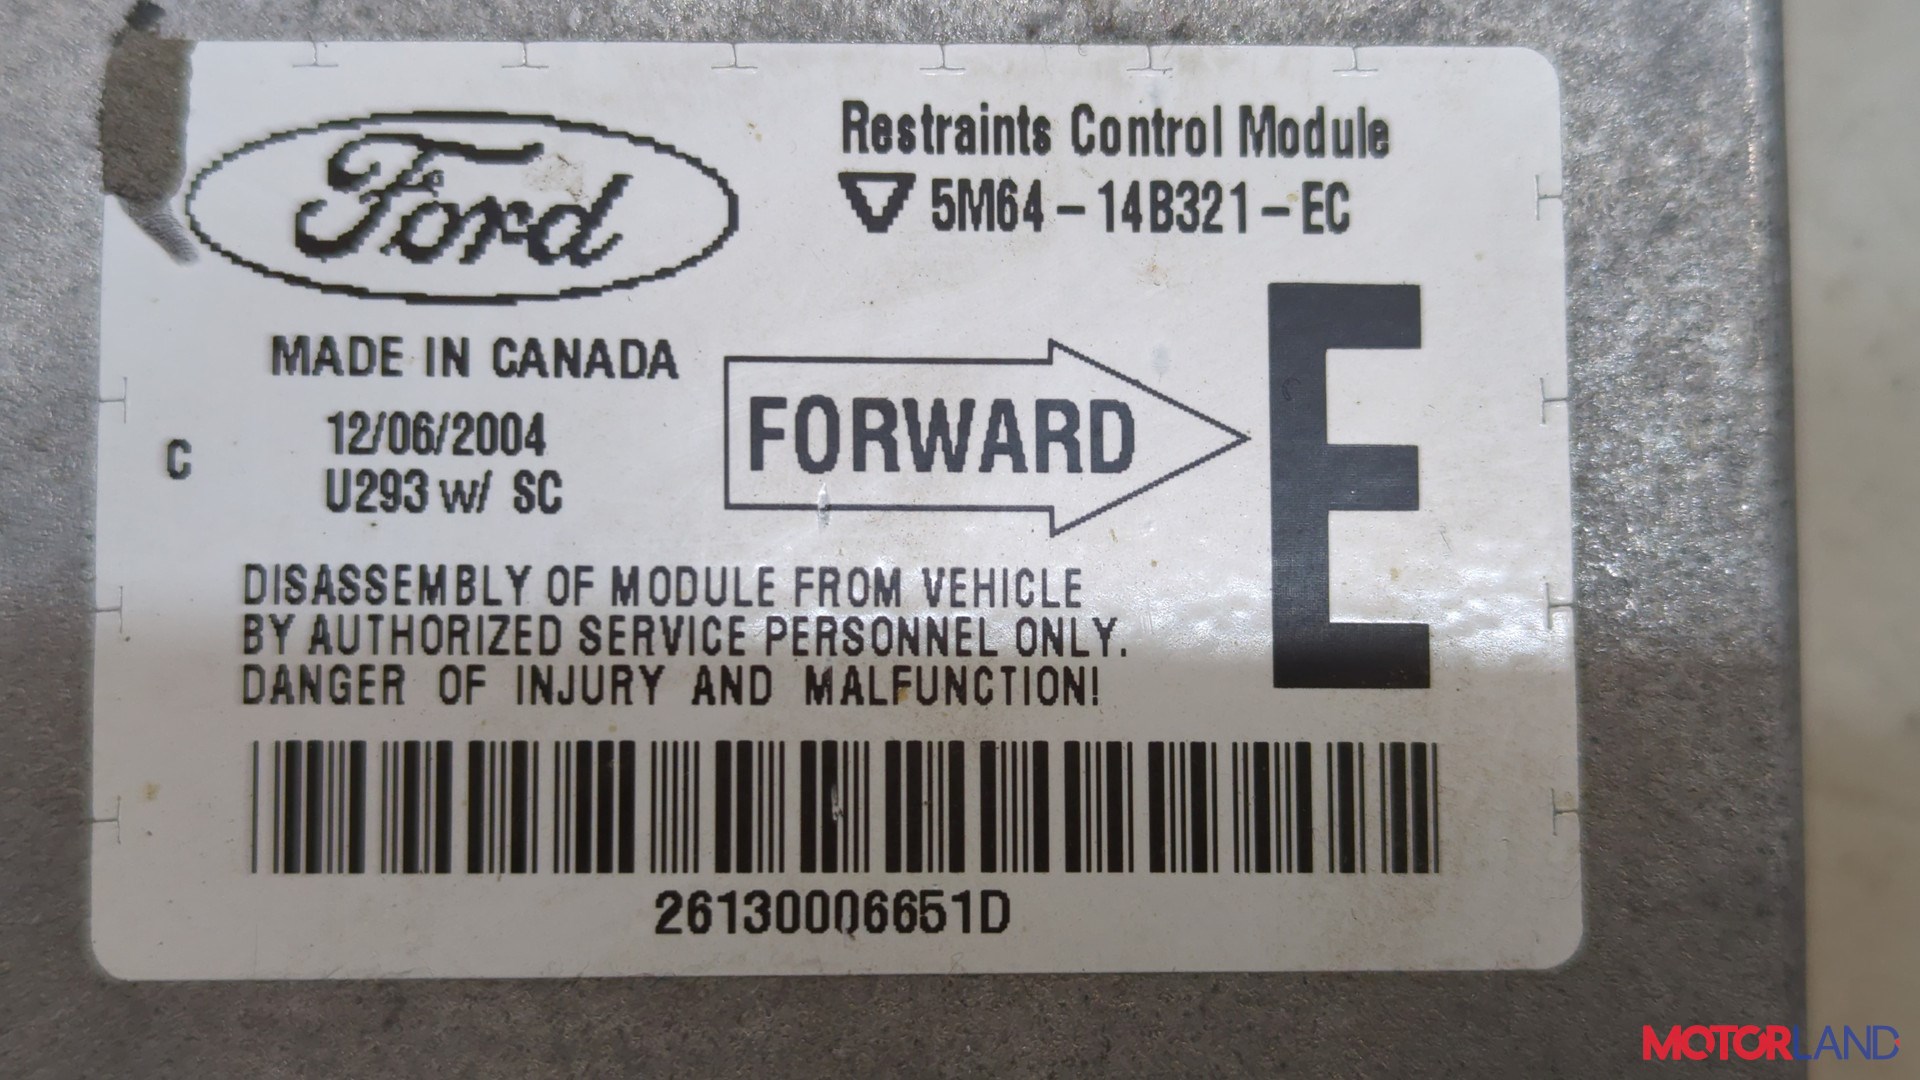 Ford
Restraints Control Module
5M64-14B321-EC
MADE IN CANADA
12/06/2004
C
U293 w/ SC
FORWARD
E
DISASSEMBLY OF MODULE FROM VEHICLE
BY AUTHORIZED SERVICE PERSONNEL ONLY.
DANGER OF INJURY AND MALFUNCTION!
26130006651D
MOTORLAND